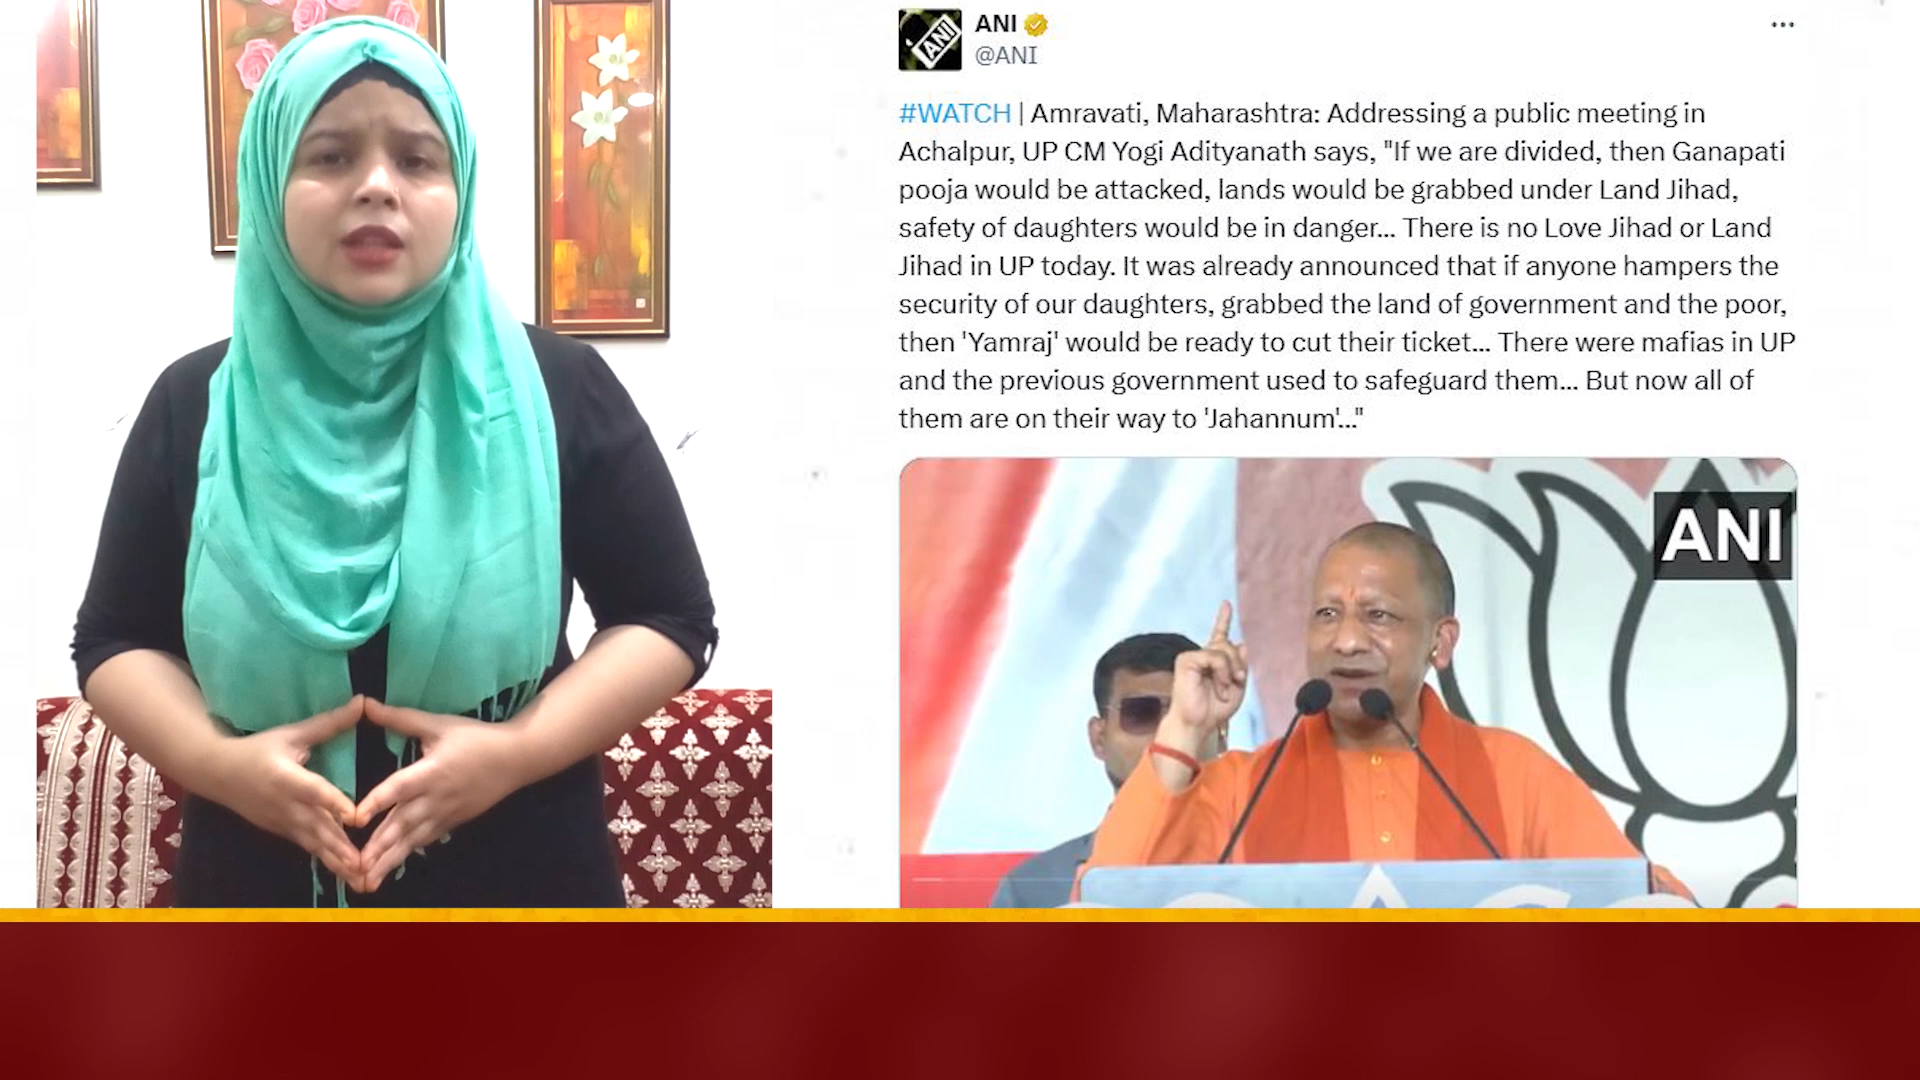 ANI
@ANI
ANI
#WATCH | Amravati, Maharashtra: Addressing a public meeting in
Achalpur, UP CM Yogi Adityanath says, "If we are divided, then Ganapati
pooja would be attacked, lands would be grabbed under Land Jihad,
safety of daughters would be in danger... There is no Love Jihad or Land
Jihad in UP today. It was already announced that if anyone hampers the
security of our daughters, grabbed the land of government and the poor,
then 'Yamraj' would be ready to cut their ticket... There were mafias in UP
and the previous government used to safeguard them... But now all of
them are on their way to 'Jahannum'..."
ANI